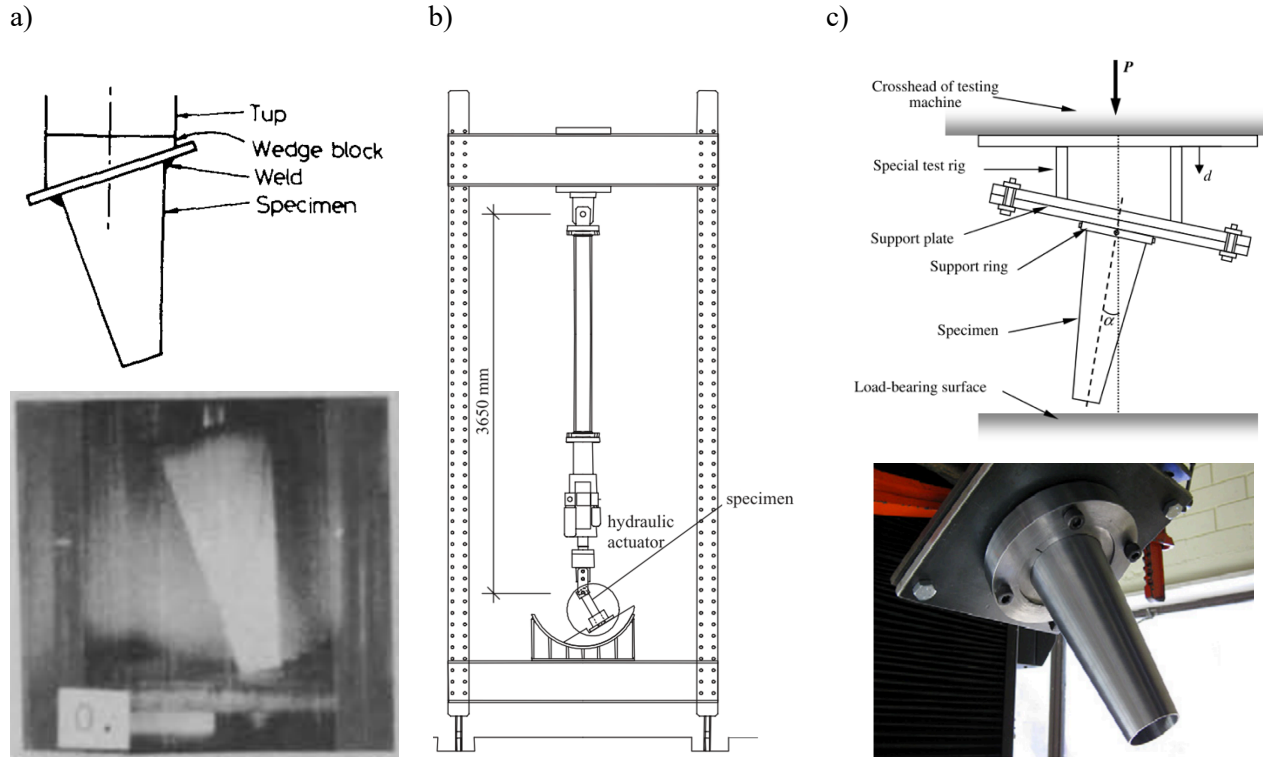 a)
b)
c)
Tup
Wedge block
Weld
Specimen
3650 mm
hydraulic
actuator
specimen
P
Crosshead of testing
machine
Special test rig
d
Support plate
Support ring
α
Specimen
Load-bearing surface